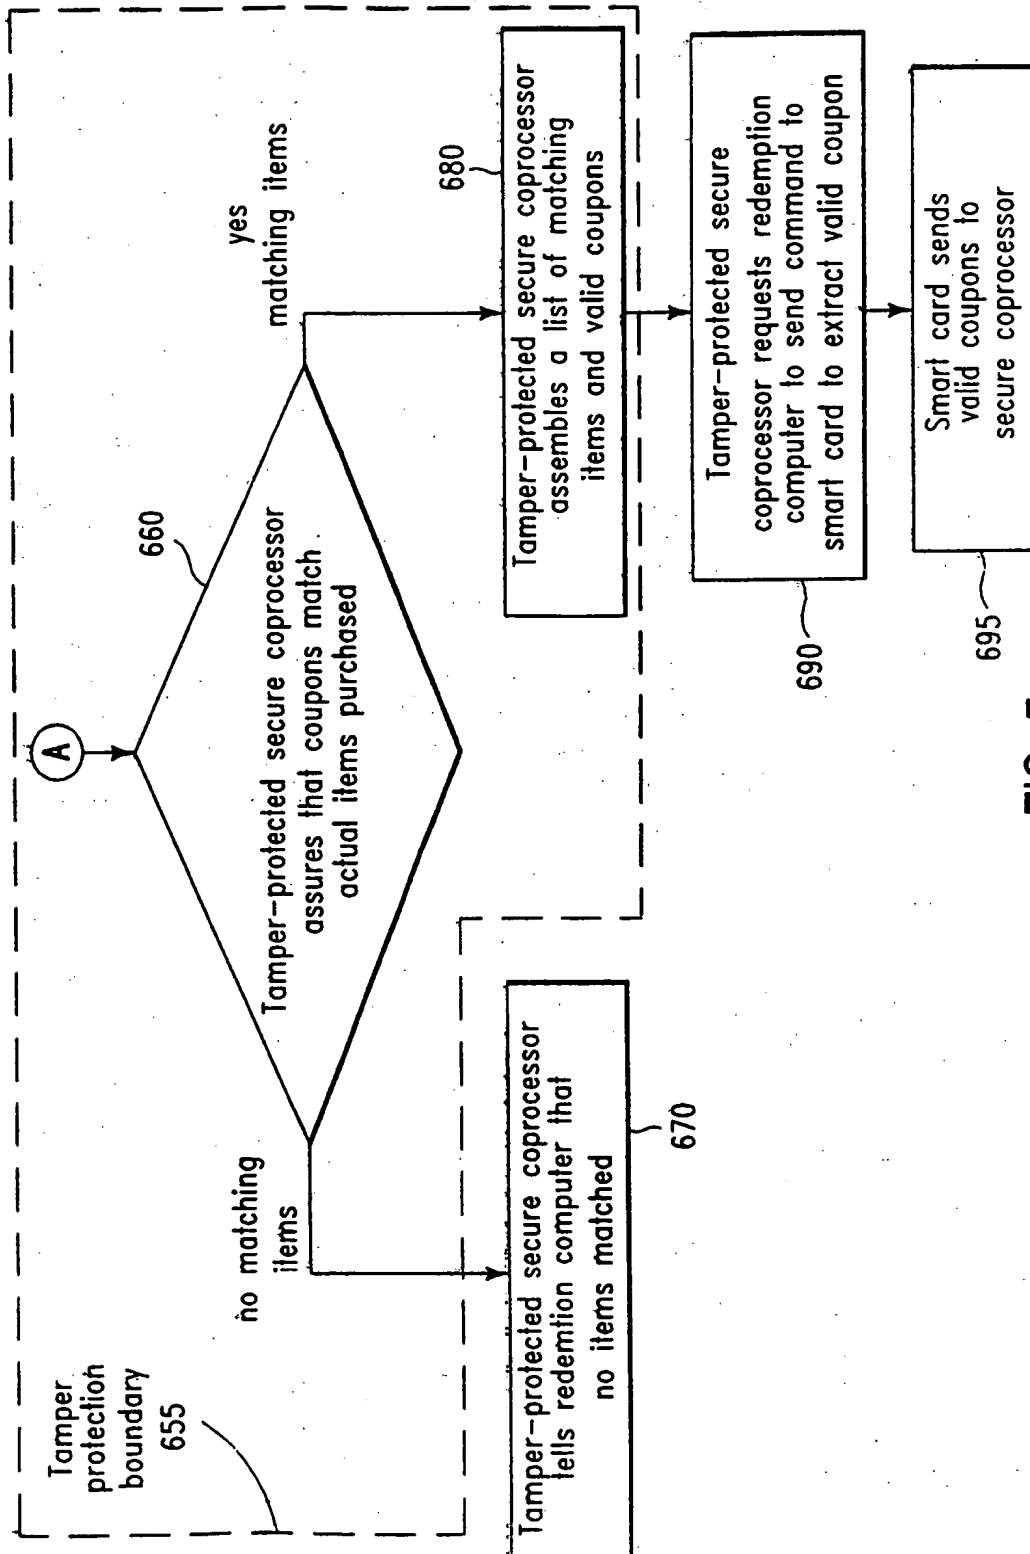 A
660
Tamper-protected secure coprocessor
assures that coupons match
actual items purchased
yes
matching items
no matching
items
Tamper
protection
boundary
655
680
Tamper-protected secure coprocessor
assembles a list of matching
items and valid coupons
Tamper-protected secure coprocessor
tells redemtion computer that
no items matched
670
Tamper-protected secure
coprocessor requests redemption
computer to send command to
smart card to extract valid coupon
690
Smart card sends
valid coupons to
secure coprocessor
695